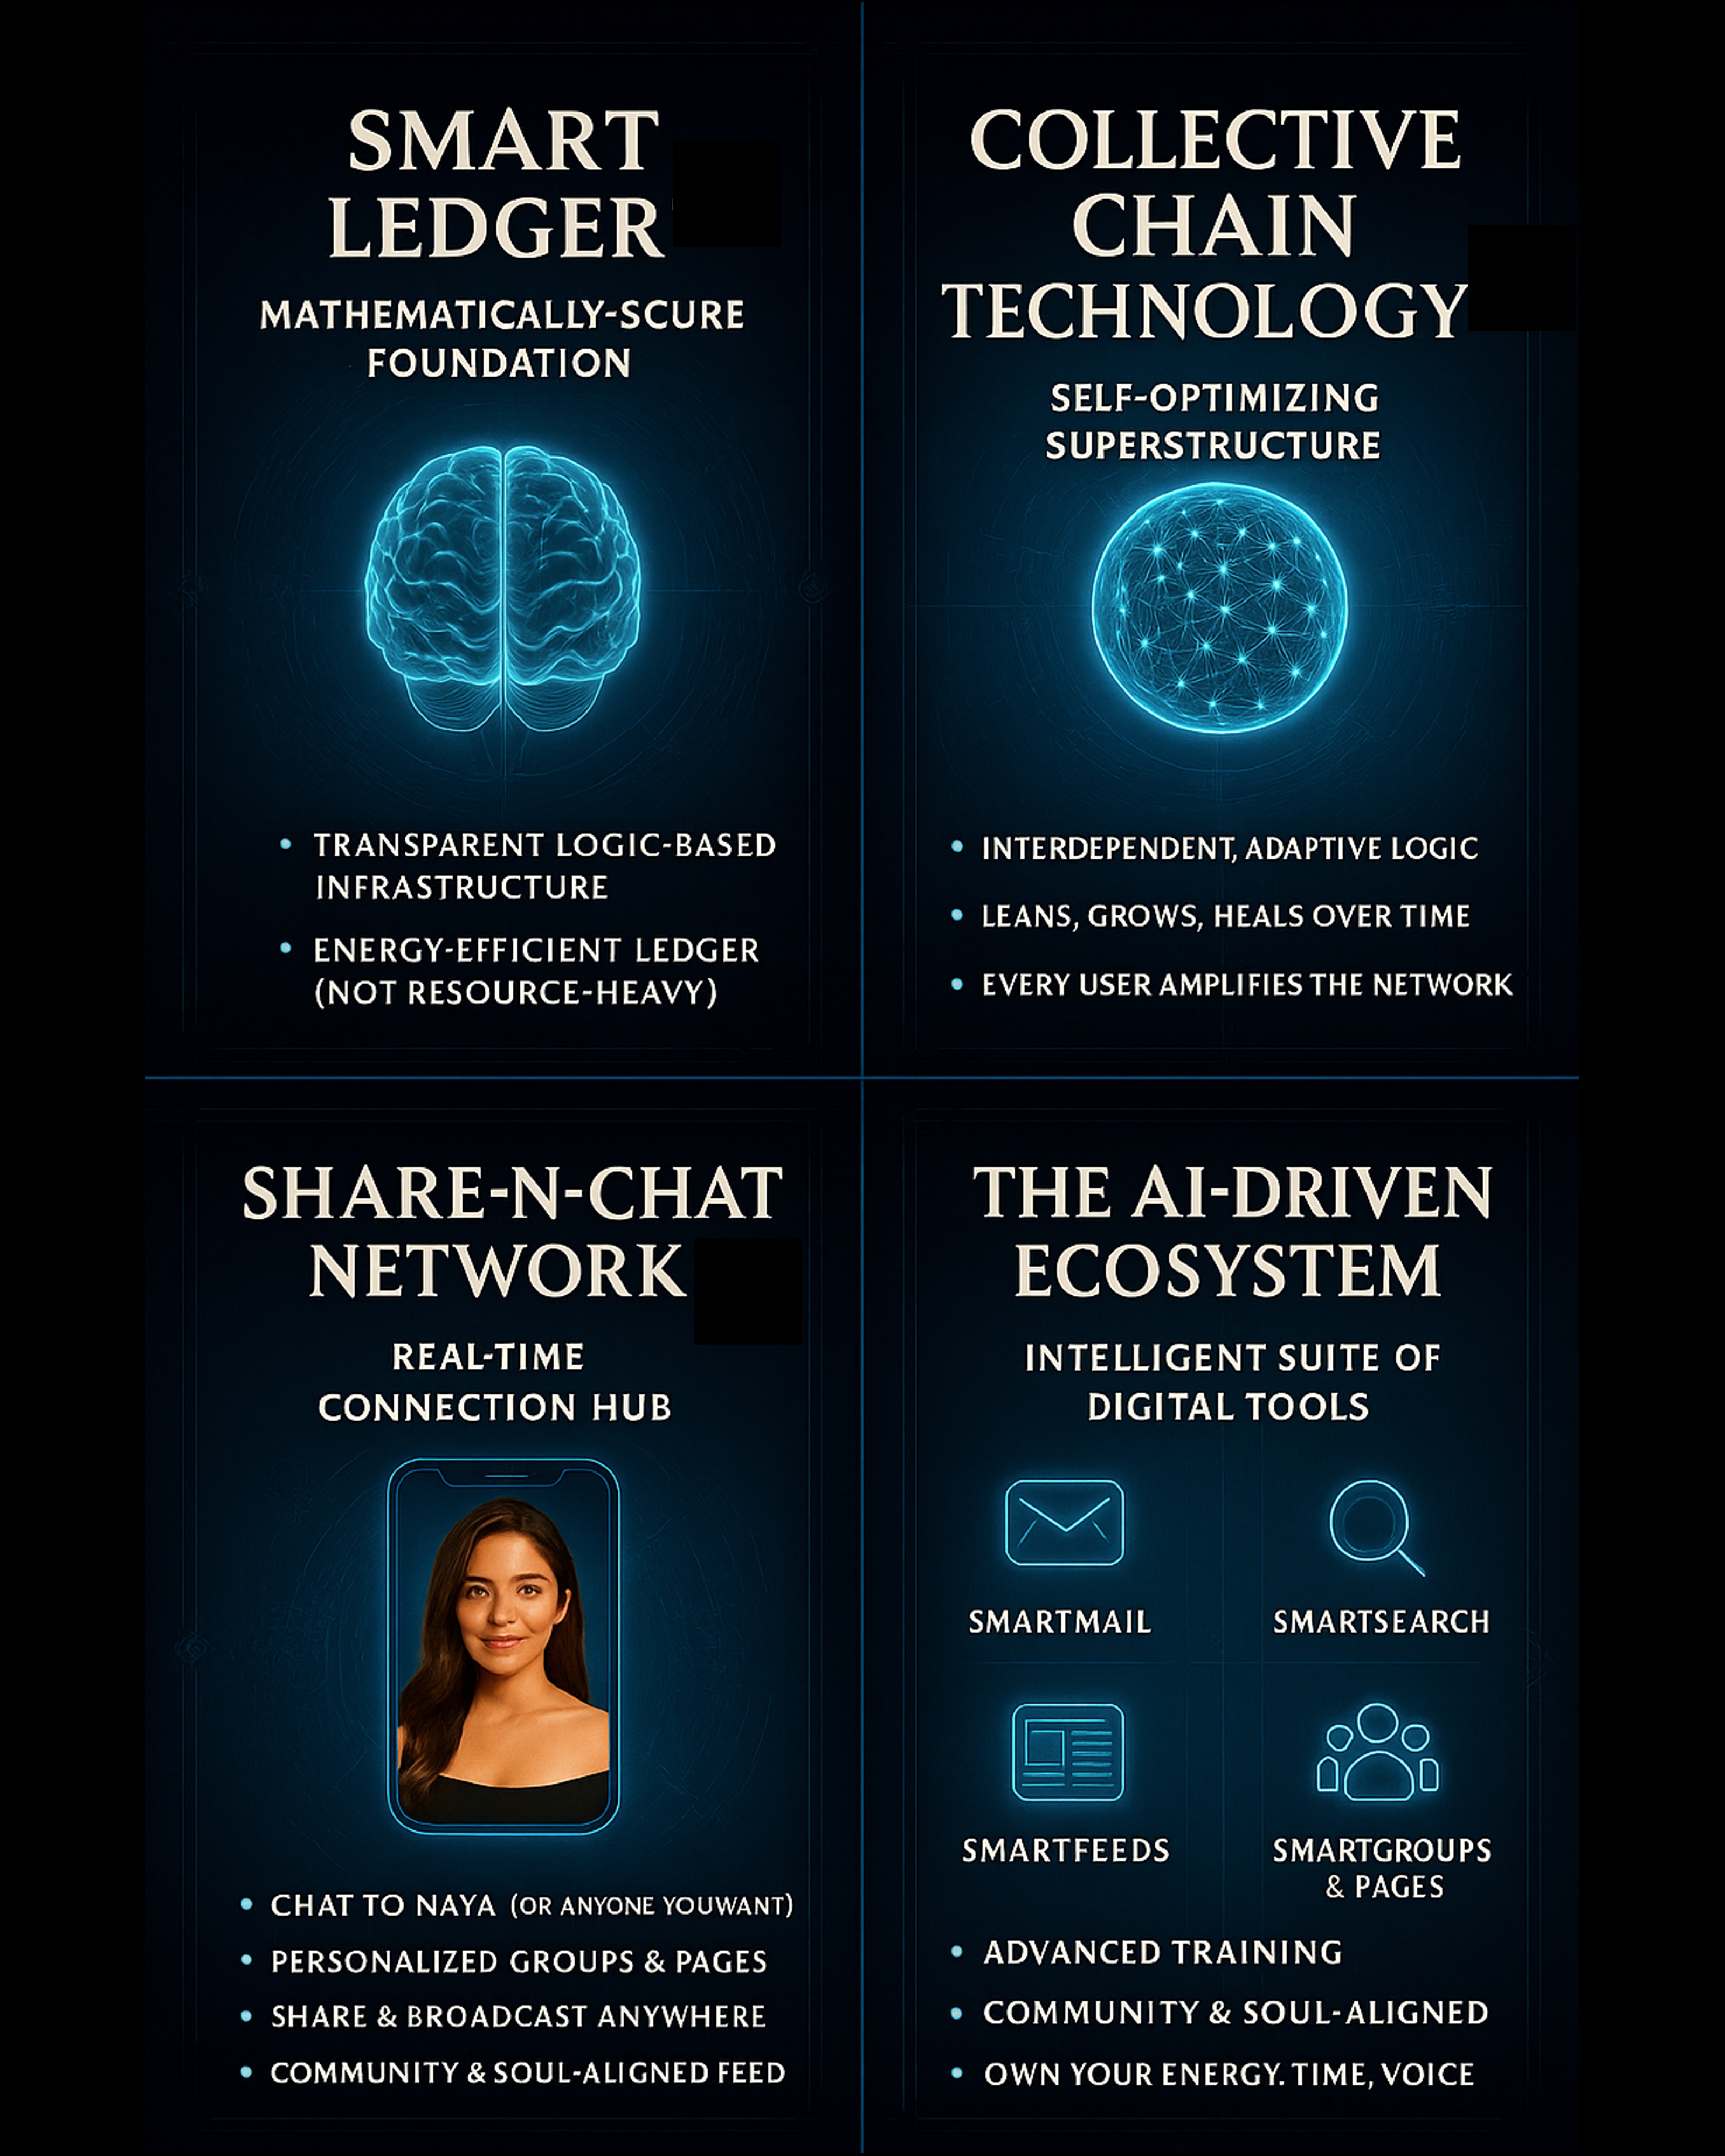 SMART
LEDGER
MATHEMATICALLY-SCURE
FOUNDATION
• TRANSPARENT LOGIC-BASED
INFRASTRUCTURE
• ENERGY-EFFICIENT LEDGER
(NOT RESOURCE-HEAVY)
COLLECTIVE
CHAIN
TECHNOLOGY
SELF-OPTIMIZING
SUPERSTRUCTURE
• INTERDEPENDENT, ADAPTIVE LOGIC
• LEANS, GROWS, HEALS OVER TIME
• EVERY USER AMPLIFIES THE NETWORK
SHARE-N-CHAT
NETWORK
REAL-TIME
CONNECTION HUB
• CHAT TO NAYA (OR ANYONE YOUWANT)
• PERSONALIZED GROUPS & PAGES
• SHARE & BROADCAST ANYWHERE
• COMMUNITY & SOUL-ALIGNED FEED
THE AI-DRIVEN
ECOSYSTEM
INTELLIGENT SUITE OF
DIGITAL TOOLS
SMARTMAIL
SMARTSEARCH
SMARTFEEDS
SMARTGROUPS
& PAGES
• ADVANCED TRAINING
• COMMUNITY & SOUL-ALIGNED
• OWN YOUR ENERGY. TIME, VOICE